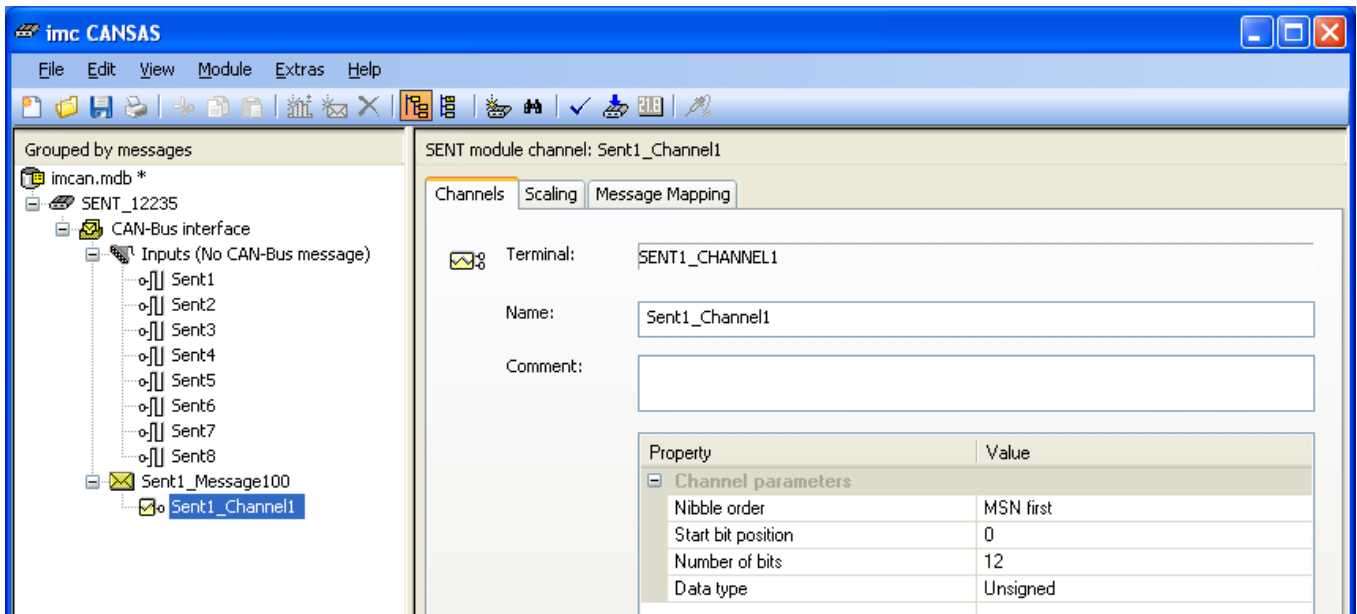 imc CANSAS
File Edit View Module Extras Help
Grouped by messages
imcan.mdb *
SENT_12235
CAN-Bus interface
Inputs (No CAN-Bus message)
Sent1
Sent2
Sent3
Sent4
Sent5
Sent6
Sent7
Sent8
Sent1_Message100
Sent1_Channel1
SENT module channel: Sent1_Channel1
Channels Scaling Message Mapping
Terminal: SENT1_CHANNEL1
Name: Sent1_Channel1
Comment:
Property Value
Channel parameters
Nibble order MSN first
Start bit position 0
Number of bits 12
Data type Unsigned